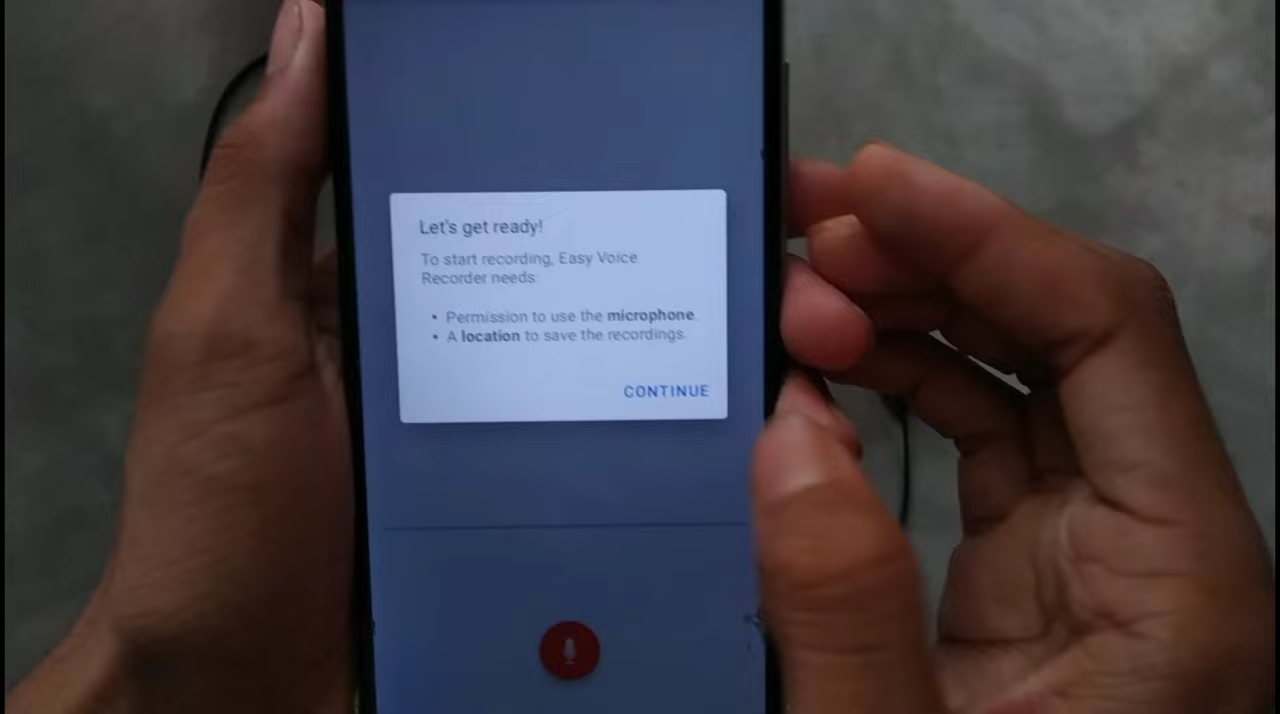 Let's get ready!
To start recording, Easy Voice
Recorder needs:
• Permission to use the microphone.
• A location to save the recordings.
CONTINUE